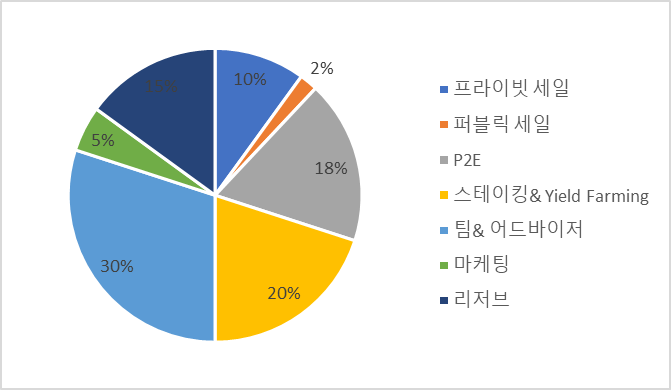 10%
2%
18%
20%
30%
5%
15%
프라이빗 세일
퍼블릭 세일
P2E
스테이킹& Yield Farming
팀& 어드바이저
마케팅
리저브